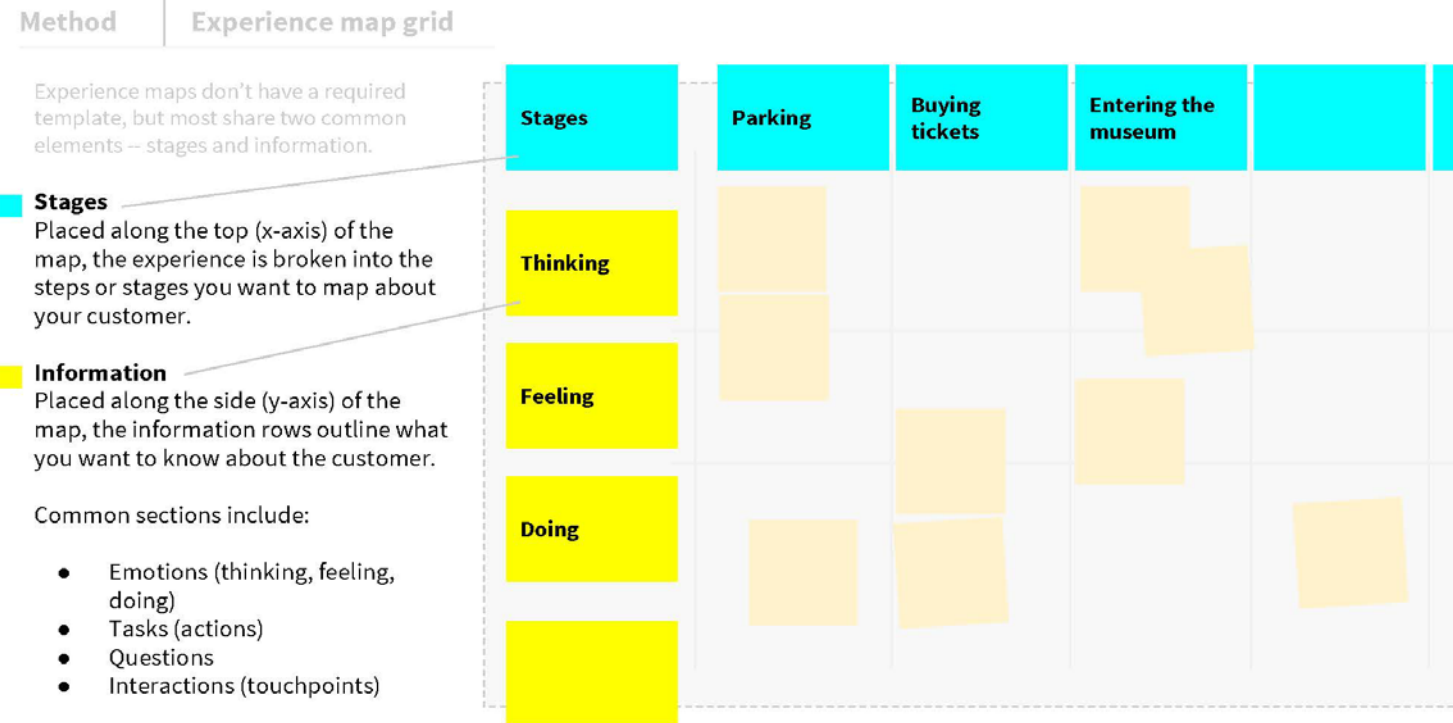 Method
Experience map grid
Experience maps don't have a required
template, but most share two common
elements -- stages and information.
Stages
Placed along the top (x-axis) of the
map, the experience is broken into the
steps or stages you want to map about
your customer.
Information
Placed along the side (y-axis) of the
map, the information rows outline what
you want to know about the customer.
Common sections include:
● Emotions (thinking, feeling,
doing)
● Tasks (actions)
● Questions
● Interactions (touchpoints)
Stages
Parking
Buying
tickets
Entering the
museum
Thinking
Feeling
Doing